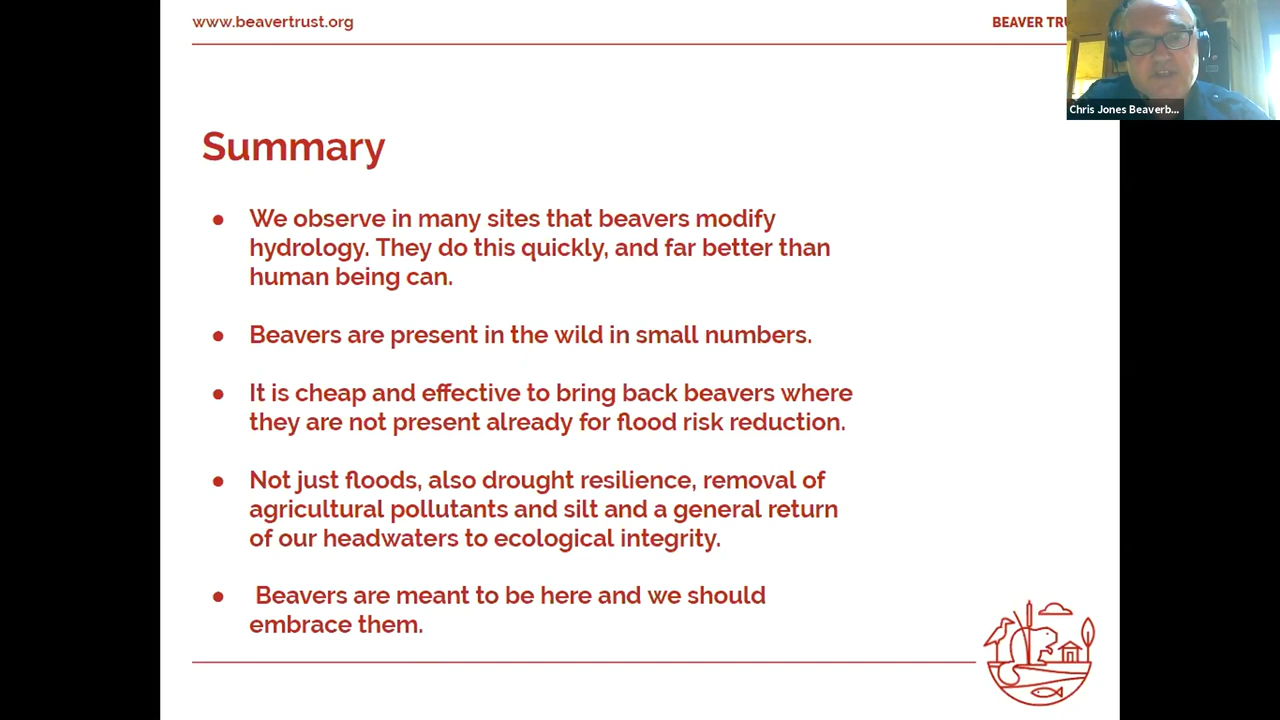 www.beavertrust.org
BEAVER
Chris Jones Beaverb...
Summary
● We observe in many sites that beavers modify
hydrology. They do this quickly, and far better than
human being can.
● Beavers are present in the wild in small numbers.
● It is cheap and effective to bring back beavers where
they are not present already for flood risk reduction.
● Not just floods, also drought resilience, removal of
agricultural pollutants and silt and a general return
of our headwaters to ecological integrity.
● Beavers are meant to be here and we should
embrace them.